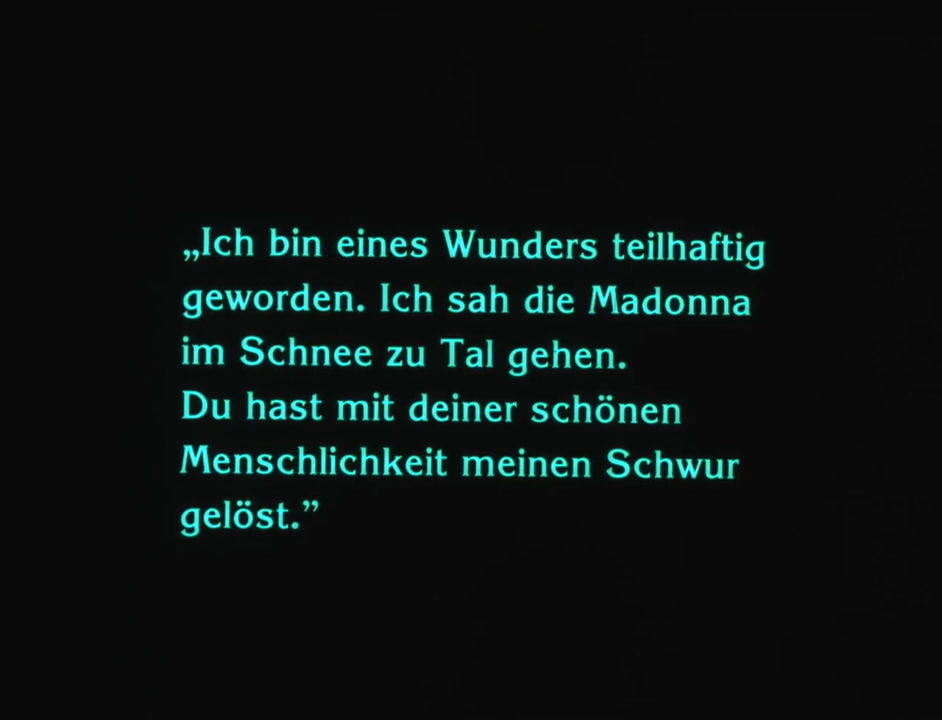 „Ich bin eines Wunders teilhaftig
geworden. Ich sah die Madonna
im Schnee zu Tal gehen.
Du hast mit deiner schönen
Menschlichkeit meinen Schwur
gelöst.”